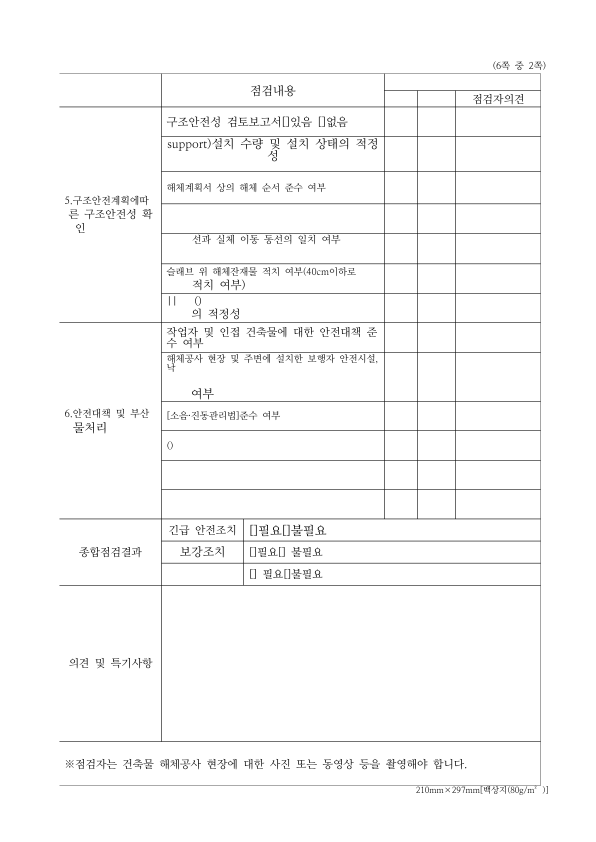 (6쪽 중 2쪽)
점검내용
점검자의견
5.구조안전계획에따
른 구조안전성 확
인
구조안전성 검토보고서[]있음 []없음
support)설치 수량 및 설치 상태의 적정
성
해체계획서 상의 해체 순서 준수 여부
선과 실제 이동 동선의 일치 여부
슬래브 위 해체잔재물 적치 여부(40cm이하로
적치 여부)
|| ()
의 적정성
6.안전대책 및 부산
물처리
작업자 및 인접 건축물에 대한 안전대책 준
수 여부
해체공사 현장 및 주변에 설치한 보행자 안전시설,
낙
여부
[소음·진동관리범]준수 여부
()
종합점검결과
긴급 안전조치 []필요[]불필요
보강조치 []필요[] 불필요
[] 필요[]불필요
의견 및 특기사항
※점검자는 건축물 해체공사 현장에 대한 사진 또는 동영상 등을 촬영해야 합니다.
210mm×297mm[백상지(80g/m² )]